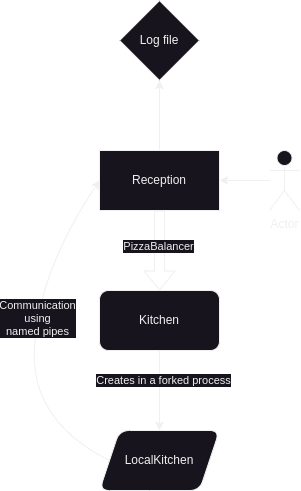 Log file
Reception
Actor
PizzaBalancer
Kitchen
Communication
using
named pipes
Creates in a forked process
LocalKitchen